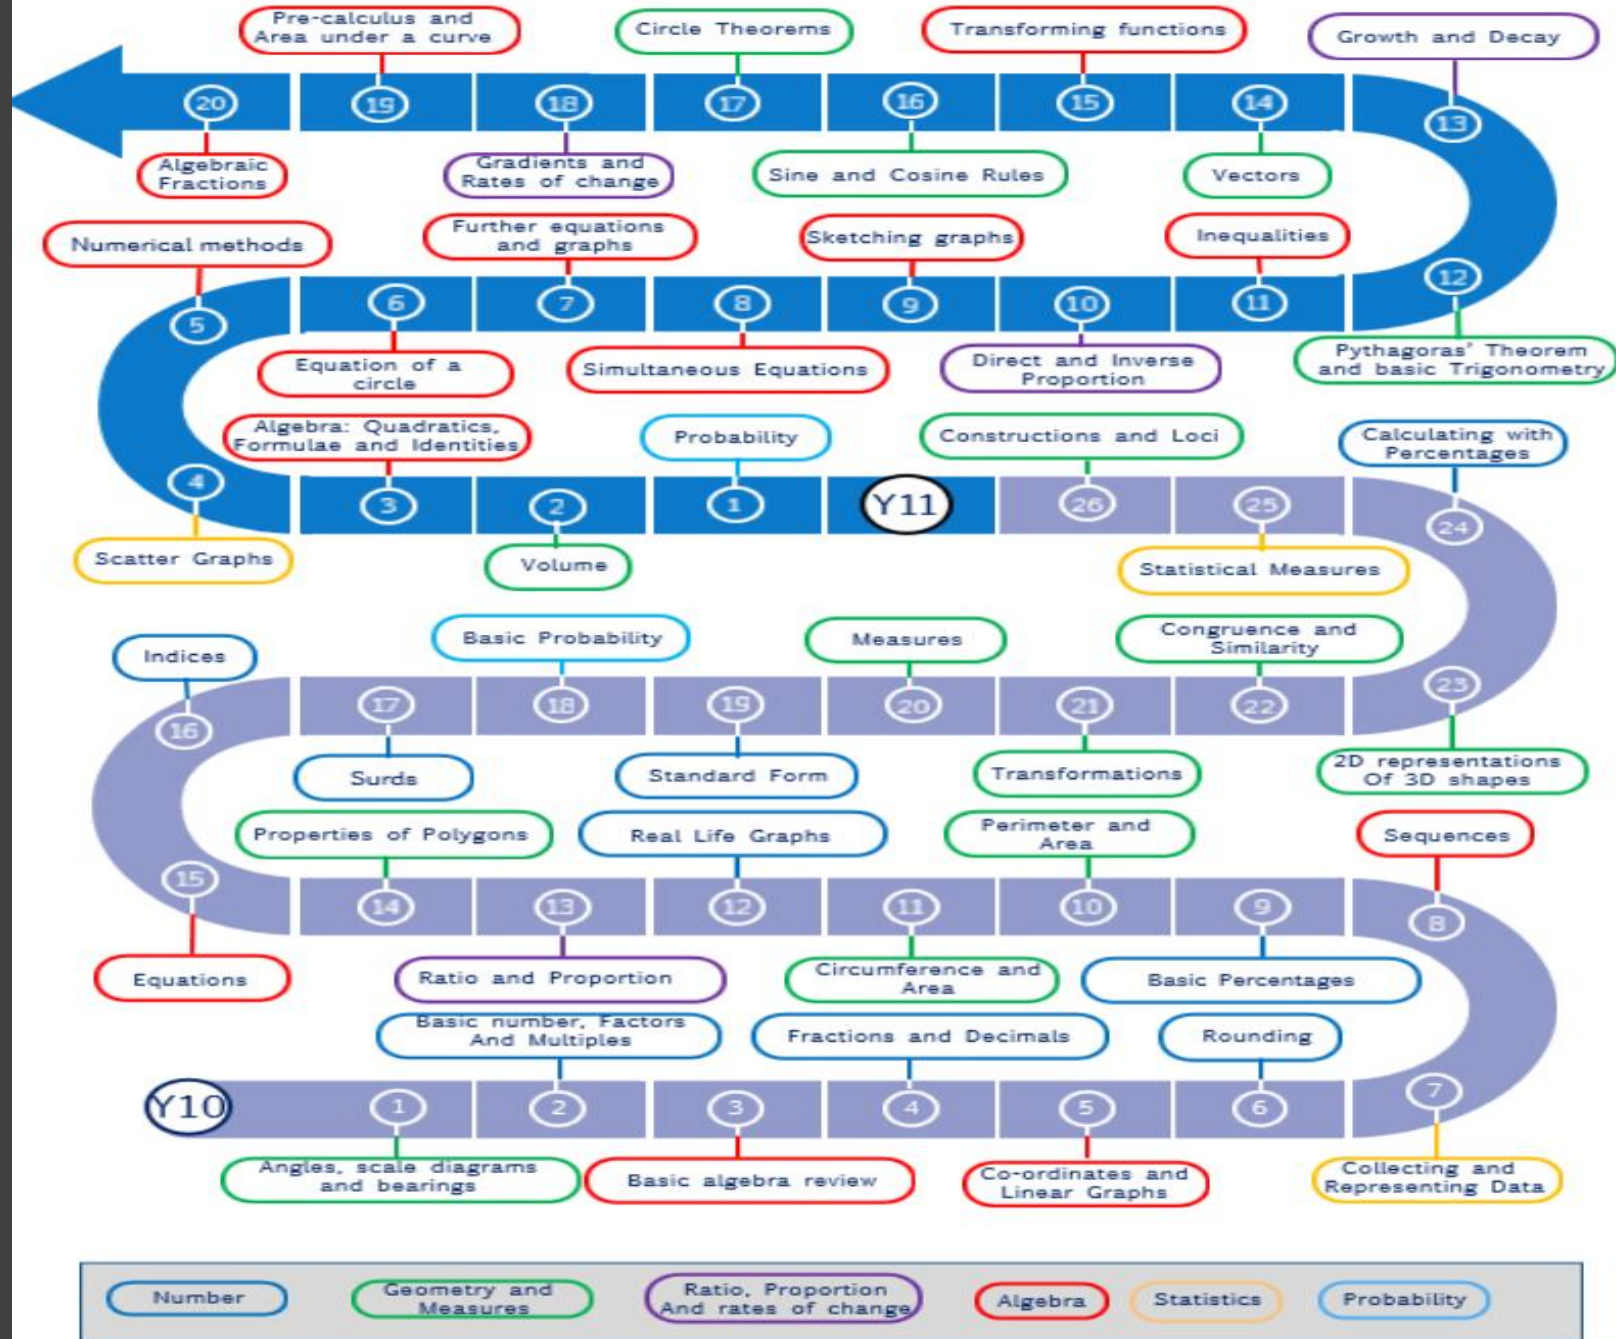 Pre-calculus and
Area under a curve
Circle Theorems
Transforming functions
Growth and Decay
20
19
18
17
16
15
14
13
Algebraic
Fractions
Gradients and
Rates of change
Sine and Cosine Rules
Vectors
Numerical methods
Further equations
and graphs
Sketching graphs
Inequalities
5
6
7
8
9
10
11
12
Equation of a
circle
Simultaneous Equations
Direct and Inverse
Proportion
Pythagoras' Theorem
and basic Trigonometry
Algebra: Quadratics,
Formulae and Identities
Probability
Constructions and Loci
Calculating with
Percentages
4
3
2
1
Y11
26
25
24
Scatter Graphs
Volume
Statistical Measures
Indices
Basic Probability
Measures
Congruence and
Similarity
16
17
18
19
20
21
22
23
Surds
Standard Form
Transformations
2D representations
Of 3D shapes
Properties of Polygons
Real Life Graphs
Perimeter and
Area
Sequences
15
14
13
12
11
10
9
8
Equations
Ratio and Proportion
Circumference and
Area
Basic Percentages
Basic number, Factors
And Multiples
Fractions and Decimals
Rounding
Y10
1
2
3
4
5
6
7
Angles, scale diagrams
and bearings
Basic algebra review
Co-ordinates and
Linear Graphs
Collecting and
Representing Data
Number
Geometry and
Measures
Ratio, Proportion
And rates of change
Algebra
Statistics
Probability